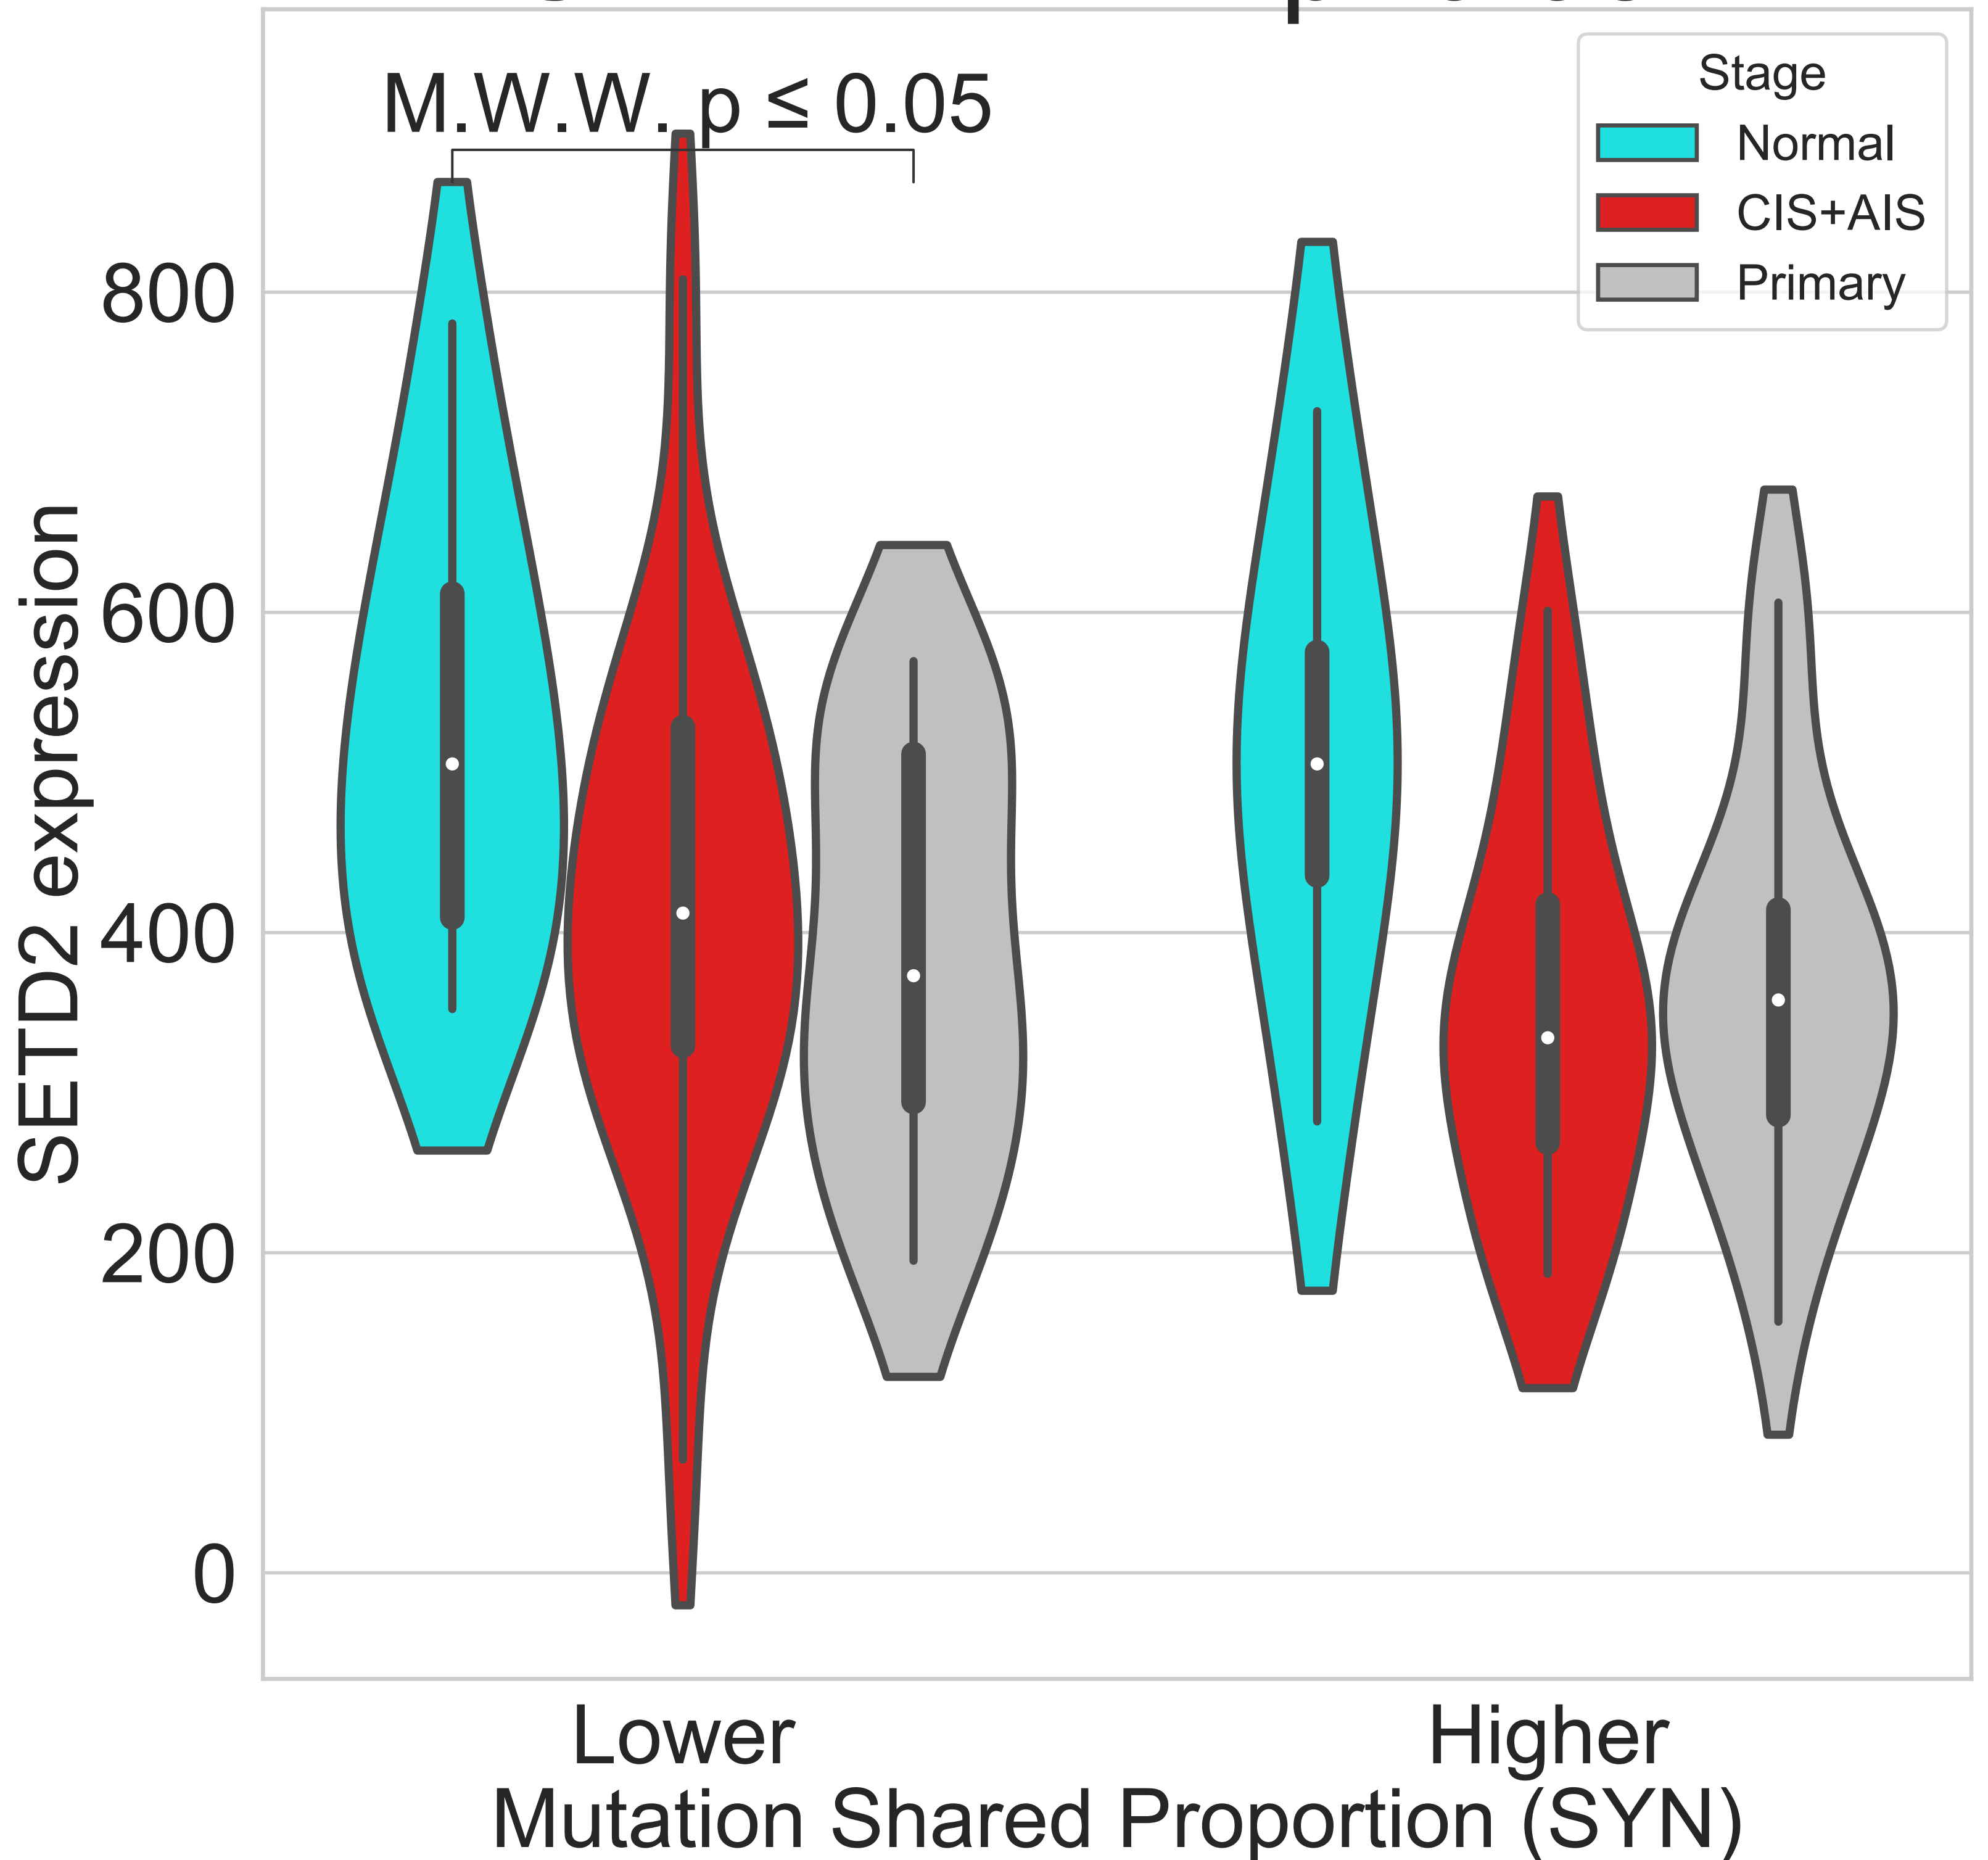 M.W.W. p ≤ 0.05
Stage
Normal
CIS+AIS
Primary
800
600
400
200
0
SETD2 expression
Lower
Higher
Mutation Shared Proportion (SYN)